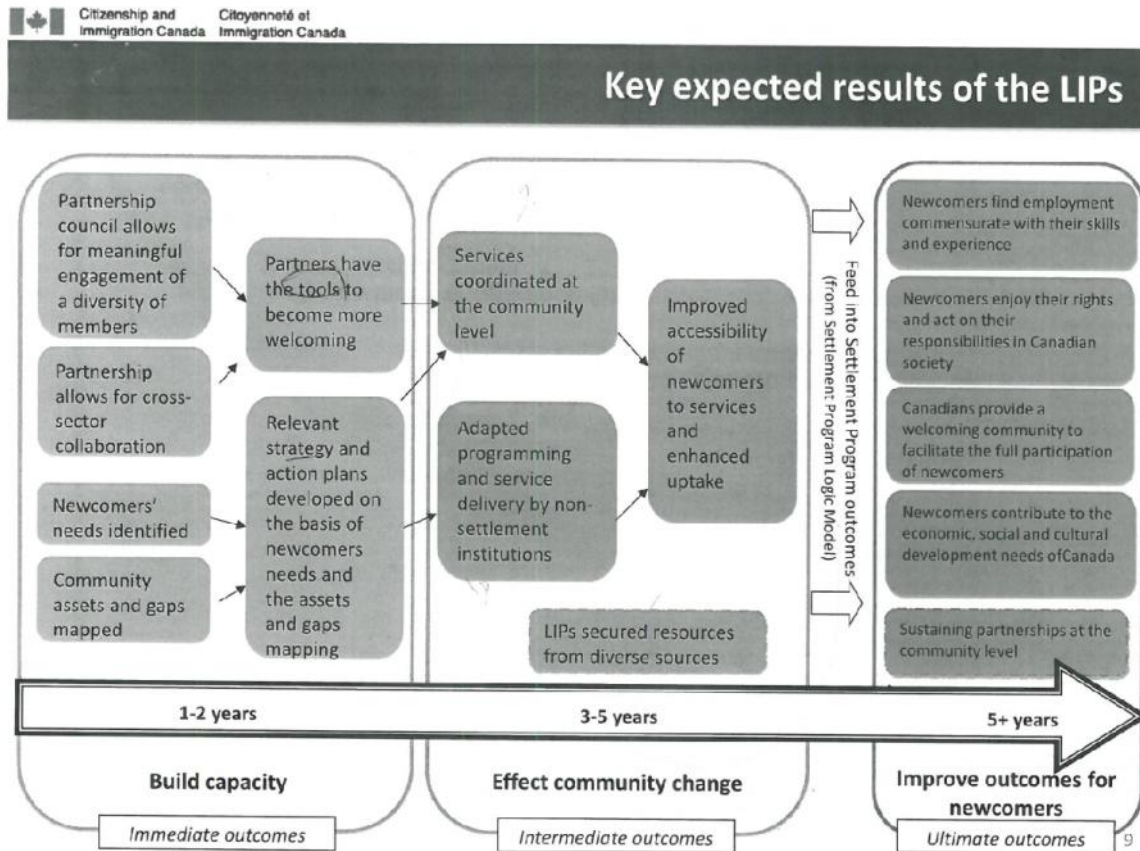 Citizenship and
Immigration Canada
Citoyenneté et
Immigration Canada
Key expected results of the LIPs
Partnership
council allows
for meaningful
engagement of
a diversity of
members
Partnership
allows for cross-
sector
collaboration
Newcomers'
needs identified
Community
assets and gaps
mapped
Partners have
the tools to
become more
welcoming
Relevant
strategy and
action plans
developed on
the basis of
newcomers
needs and
the assets
and gaps
mapping
Services
coordinated at
the community
level
Adapted
programming
and service
delivery by non-
settlement
institutions
Improved
accessibility
of
newcomers
to services
and
enhanced
uptake
LIPs secured resources
from diverse sources
Feed into Settlement Program outcomes
(from Settlement Program Logic Model)
Newcomers find employment
commensurate with their skills
and experience
Newcomers enjoy their rights
and act on their
responsibilities in Canadian
society
Canadians provide a
welcoming community to
facilitate the full participation
of newcomers
Newcomers contribute to the
economic, social and cultural
development needs ofCanada
Sustaining partnerships at the
community level
1-2 years
3-5 years
5+ years
Build capacity
Effect community change
Improve outcomes for
newcomers
Immediate outcomes
Intermediate outcomes
Ultimate outcomes
9